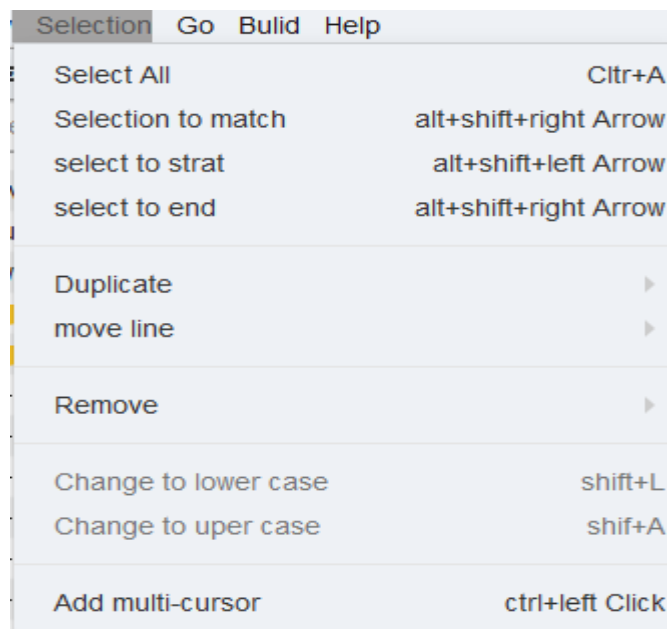 Selection Go Bulid Help
Select All Cltr+A
Selection to match alt+shift+right Arrow
select to strat alt+shift+left Arrow
select to end alt+shift+right Arrow
Duplicate
move line
Remove
Change to lower case shift+L
Change to uper case shif+A
Add multi-cursor ctrl+left Click